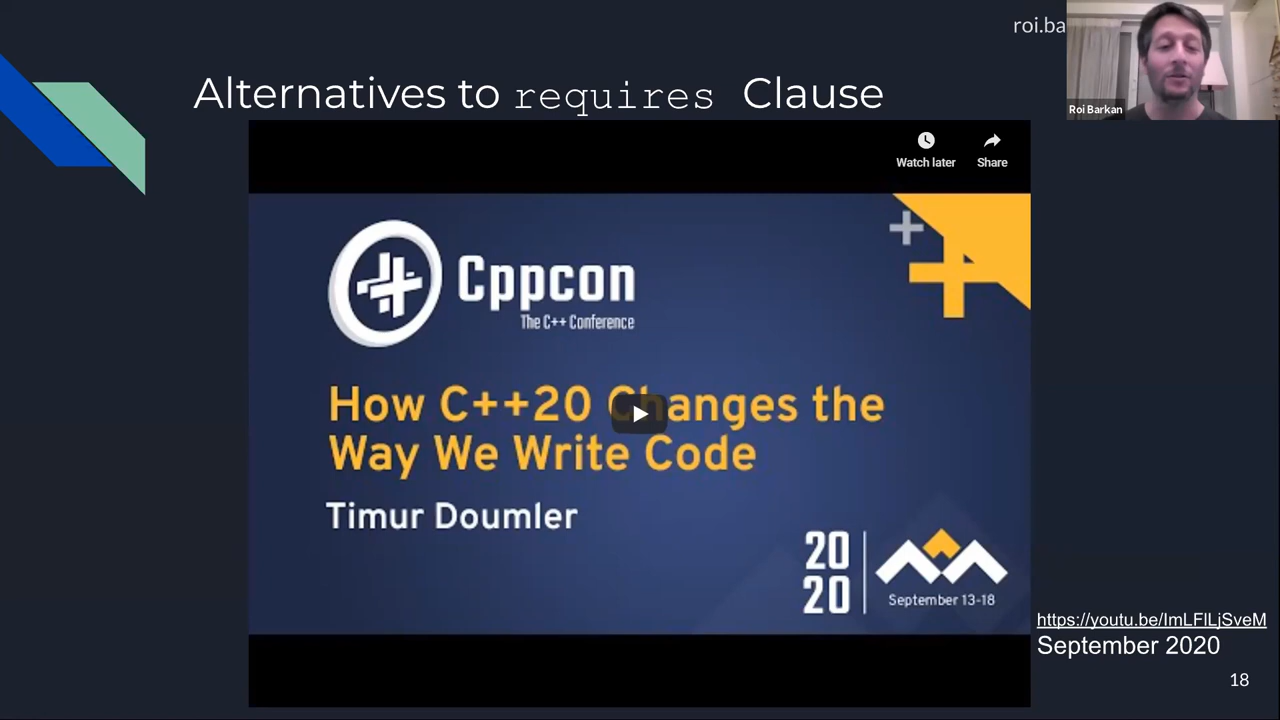 roi.ba
Roi Barkan
Alternatives to requires Clause
Watch later
Share
Cppcon
The C++ Conference
How C++20 Changes the
Way We Write Code
Timur Doumler
20
20
September 13-18
https://youtu.be/ImLFlLjSveM
September 2020
18